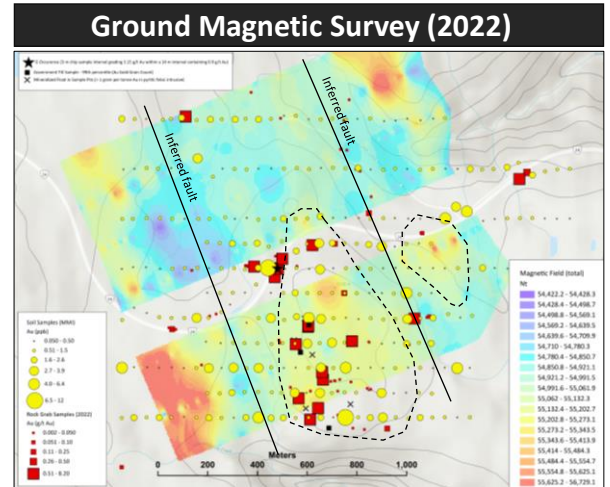 Ground Magnetic Survey (2022)
Inferred fault
Inferred fault
Soil Samples (MMI)
Au (ppb)
0.050 - 0.50
0.51 - 1.5
1.6 - 2.6
2.7 - 3.9
4.0 - 6.4
6.5 - 12
Rock Grab Samples (2022)
Au (g/t Au)
0.002 - 0.050
0.051 - 0.10
0.11 - 0.25
0.26 - 0.50
0.51 - 8.20
Meters
0 200 400 600 800 1,000
Magnetic Field (total)
Nt
54,422.2 - 54,428.3
54,428.4 - 54,498.7
54,498.8 - 54,569.1
54,569.2 - 54,639.5
54,639.6 - 54,709.9
54,710 - 54,780.3
54,780.4 - 54,850.7
54,850.8 - 54,921.1
54,921.2 - 54,991.5
54,991.6 - 55,061.9
55,062 - 55,132.3
55,132.4 - 55,202.7
55,202.8 - 55,273.1
55,273.2 - 55,343.5
55,343.6 - 55,413.9
55,414 - 55,484.3
55,484.4 - 55,554.7
55,554.8 - 55,625.1
55,625.2 - 56,729.1